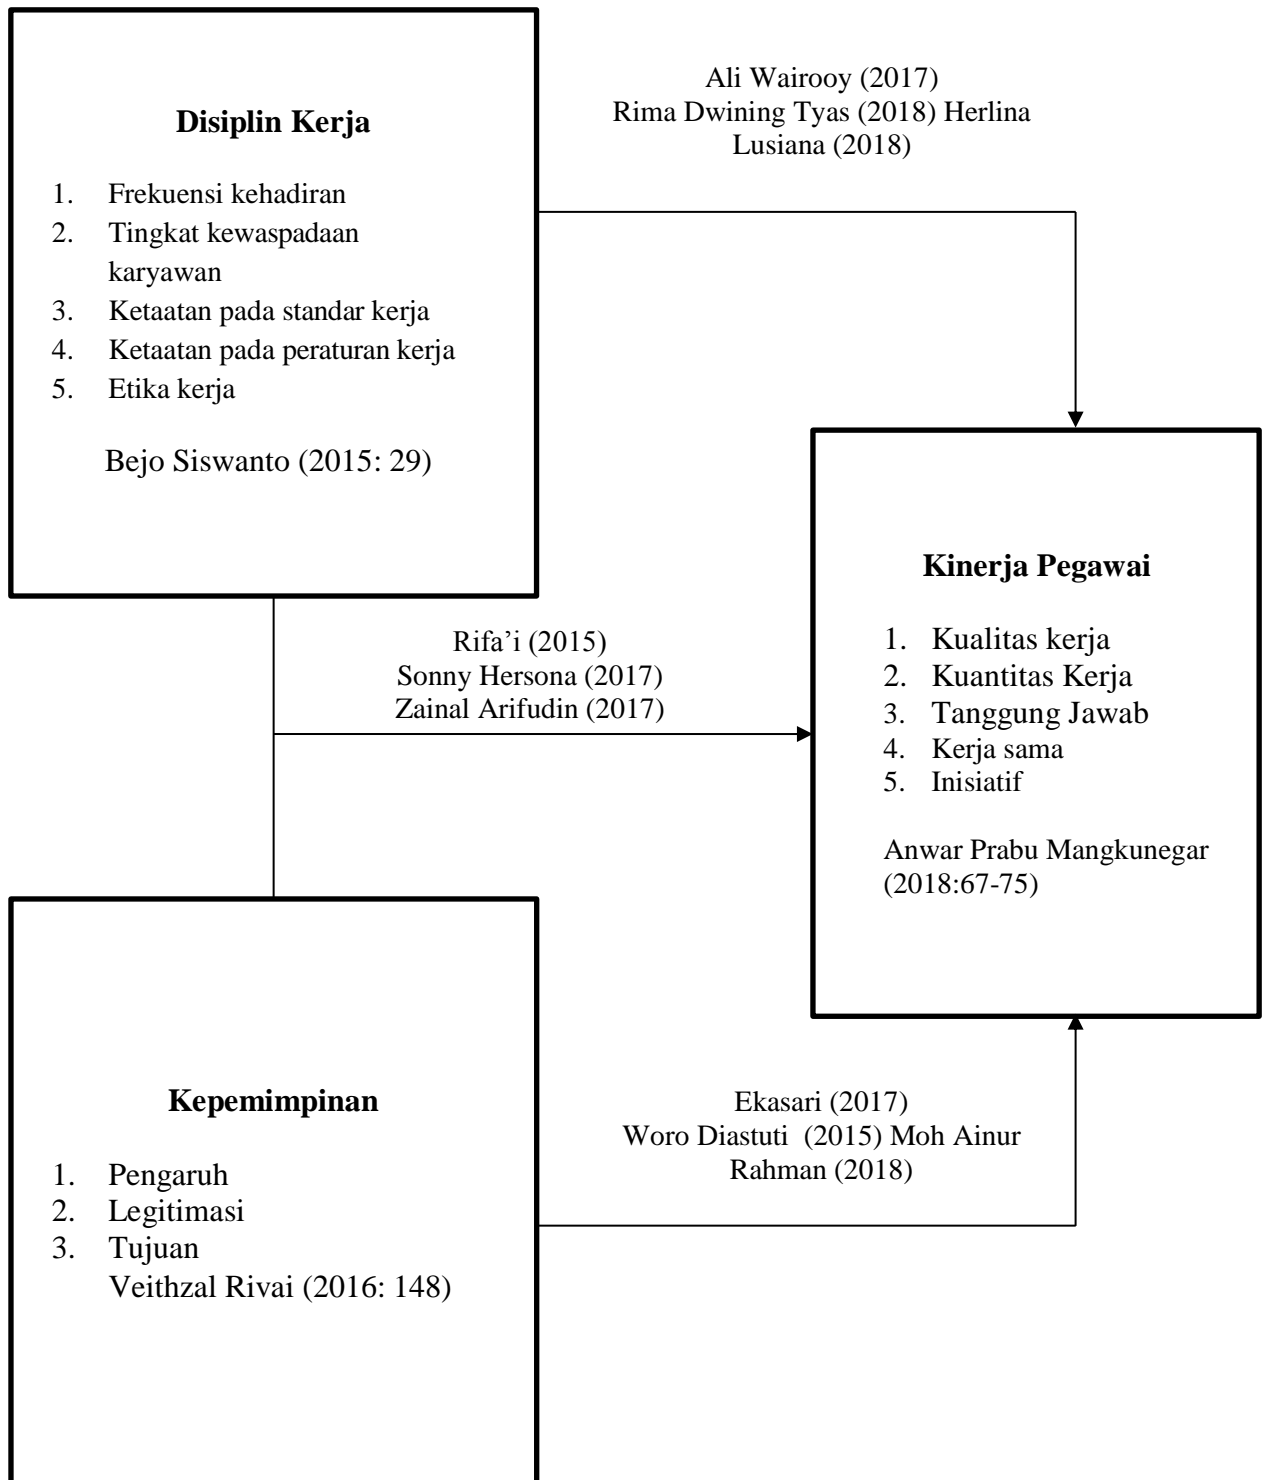 Disiplin Kerja
1. Frekuensi kehadiran
2. Tingkat kewaspadaan
karyawan
3. Ketaatan pada standar kerja
4. Ketaatan pada peraturan kerja
5. Etika kerja
Bejo Siswanto (2015: 29)
Ali Wairooy (2017)
Rima Dwining Tyas (2018) Herlina
Lusiana (2018)
Rifa’i (2015)
Sonny Hersona (2017)
Zainal Arifudin (2017)
Kinerja Pegawai
1. Kualitas kerja
2. Kuantitas Kerja
3. Tanggung Jawab
4. Kerja sama
5. Inisiatif
Anwar Prabu Mangkunegar
(2018:67-75)
Kepemimpinan
1. Pengaruh
2. Legitimasi
3. Tujuan
Veithzal Rivai (2016: 148)
Ekasari (2017)
Woro Diastuti (2015) Moh Ainur
Rahman (2018)